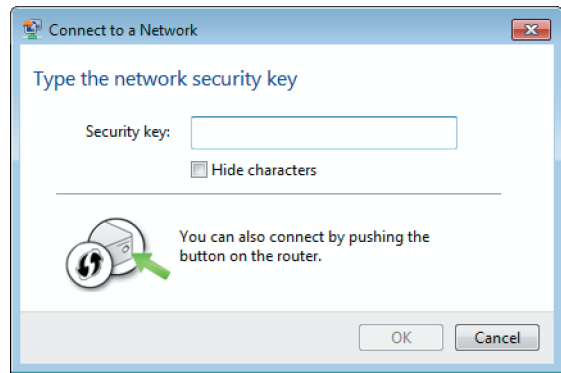 Connect to a Network
Type the network security key
Security key:
Hide characters
You can also connect by pushing the
button on the router.
OK Cancel